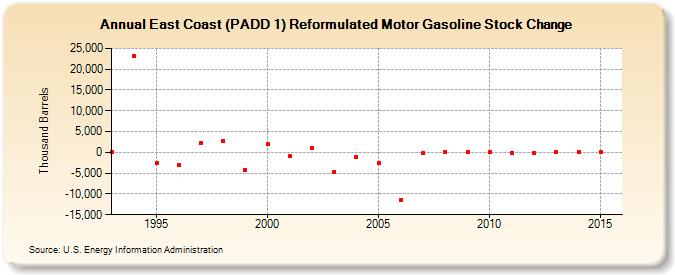 Annual East Coast (PADD 1) Reformulated Motor Gasoline Stock Change
Thousand Barrels
25,000
20,000
15,000
10,000
5,000
0
-5,000
-10,000
-15,000
1995 2000 2005 2010 2015
Source: U.S. Energy Information Administration